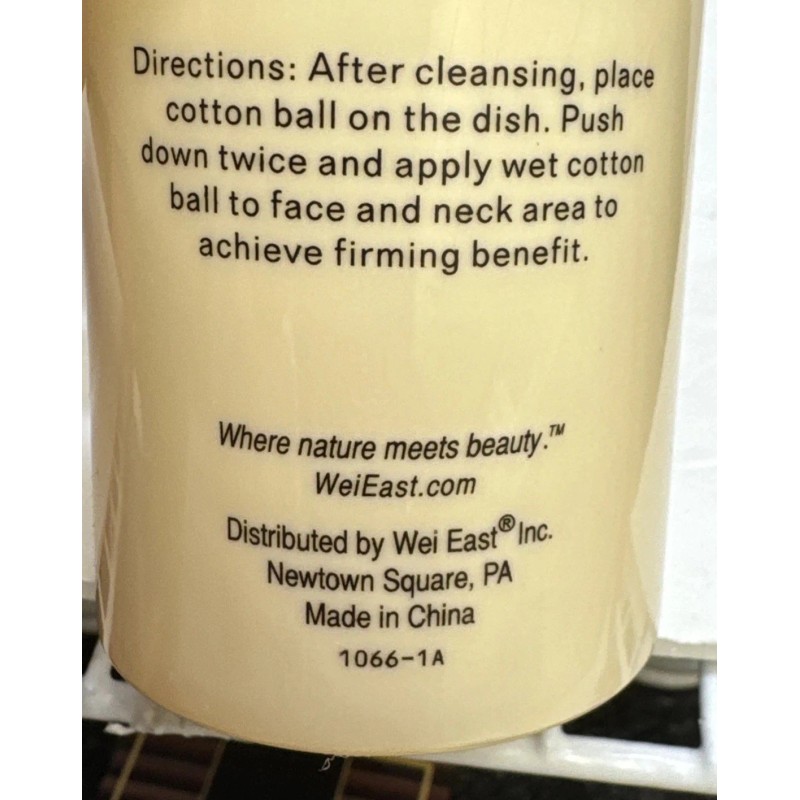 Directions: After cleansing, place
cotton ball on the dish. Push
down twice and apply wet cotton
ball to face and neck area to
achieve firming benefit.
Where nature meets beauty.™
WeiEast.com
Distributed by Wei East® Inc.
Newtown Square, PA
Made in China
1066-1A